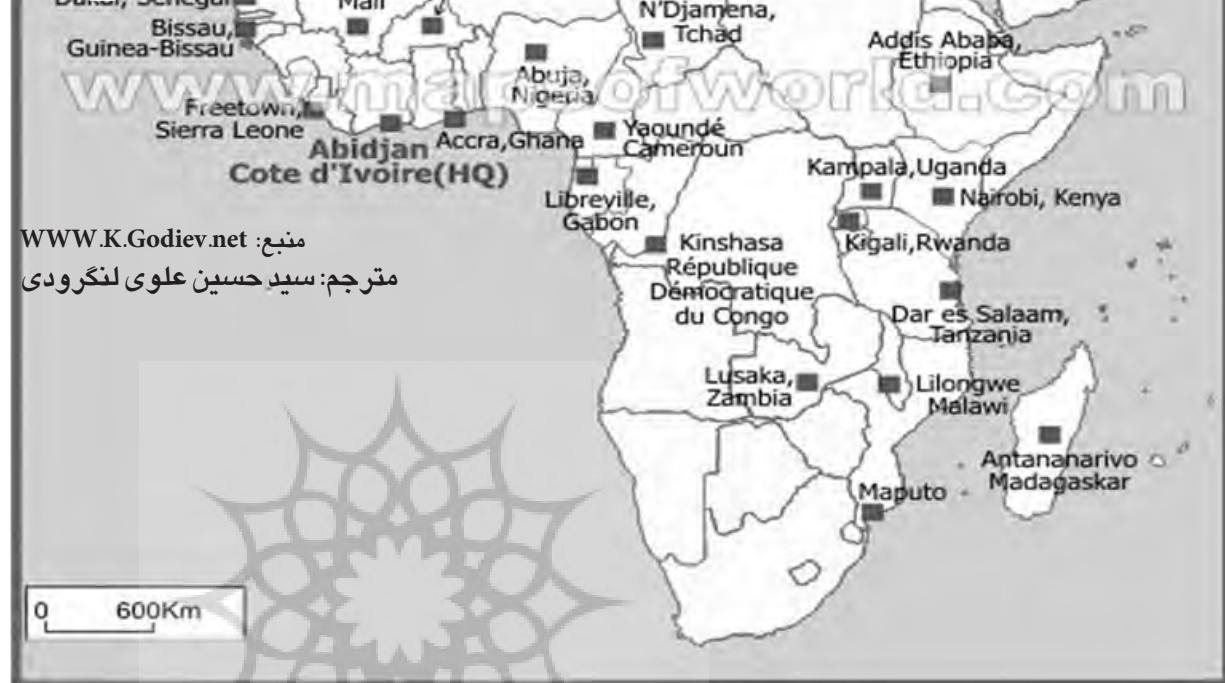 Dakar, Senegal
Mali
N'Djamena,
Tchad
Bissau,
Guinea-Bissau
Addis Ababa,
Ethiopia
Abuja,
Nigeria
www.mapsofworld.com
Freetown,
Sierra Leone
Abidjan
Cote d'Ivoire(HQ)
Accra,Ghana
Yaoundé
Cameroun
Kampala,Uganda
Libreville,
Gabon
Nairobi, Kenya
منبع: WWW.K.Godiev.net
مترجم: سید حسین علوی لنگرودی
Kinshasa
République
Démocratique
du Congo
Kigali,Rwanda
Dar es Salaam,
Tanzania
Lusaka,
Zambia
Lilongwe
Malawi
Antananarivo
Madagaskar
Maputo
0 600Km